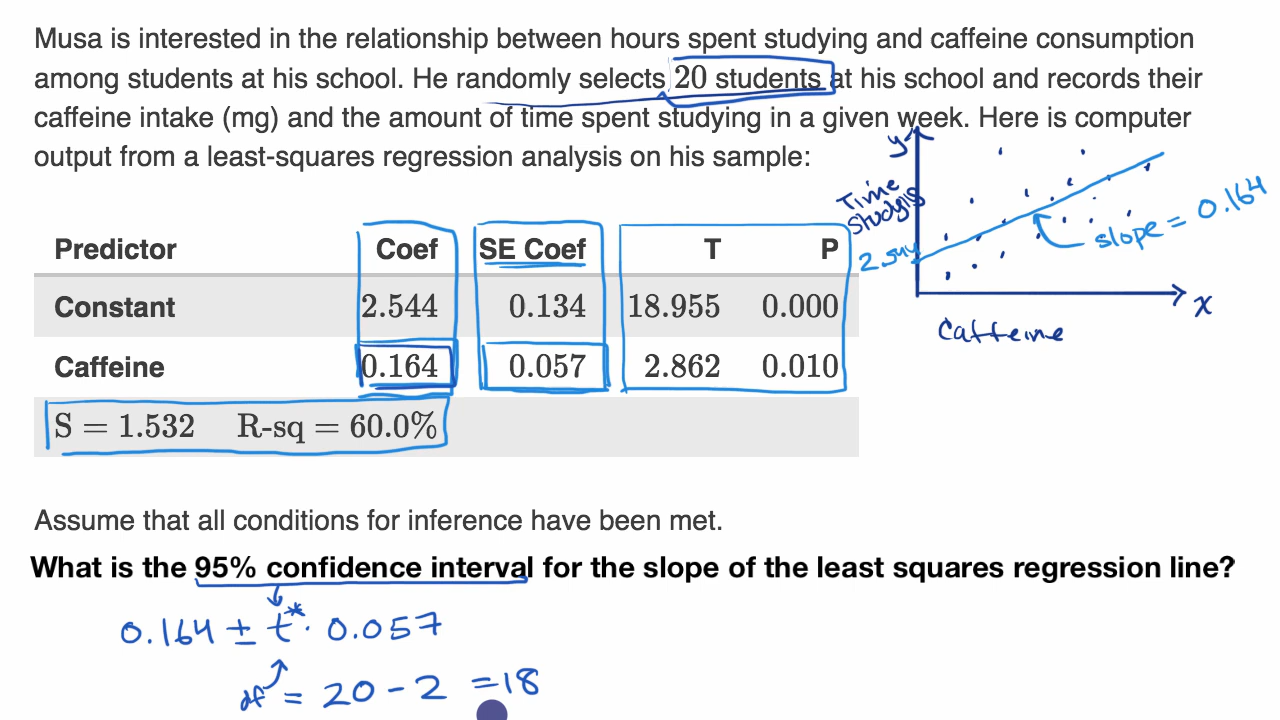 Musa is interested in the relationship between hours spent studying and caffeine consumption
among students at his school. He randomly selects 20 students at his school and records their
caffeine intake (mg) and the amount of time spent studying in a given week. Here is computer
output from a least-squares regression analysis on his sample:
y
Time
studying
2.544
slope = 0.164
x
Caffeine
Predictor Coef SE Coef T P
Constant 2.544 0.134 18.955 0.000
Caffeine 0.164 0.057 2.862 0.010
S = 1.532 R-sq = 60.0%
Assume that all conditions for inference have been met.
What is the 95% confidence interval for the slope of the least squares regression line?
0.164 ± t* · 0.057
df = 20 - 2 = 18